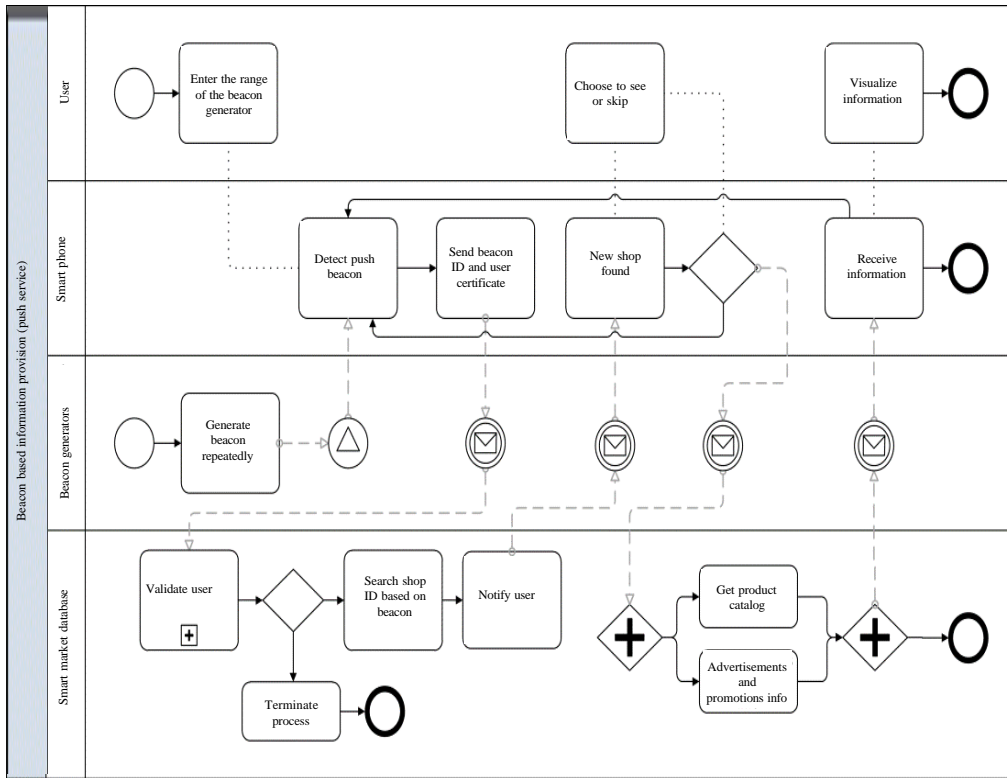 Beacon based information provision (push service)
User
Enter the range
of the beacon
generator
Choose to see
or skip
Visualize
information
Smart phone
Detect push
beacon
Send beacon
ID and user
certificate
New shop
found
Receive
information
Beacon generators
Generate
beacon
repeatedly
Smart market database
Validate user
Search shop
ID based on
beacon
Notify user
Terminate
process
Get product
catalog
Advertisements
and
promotions info